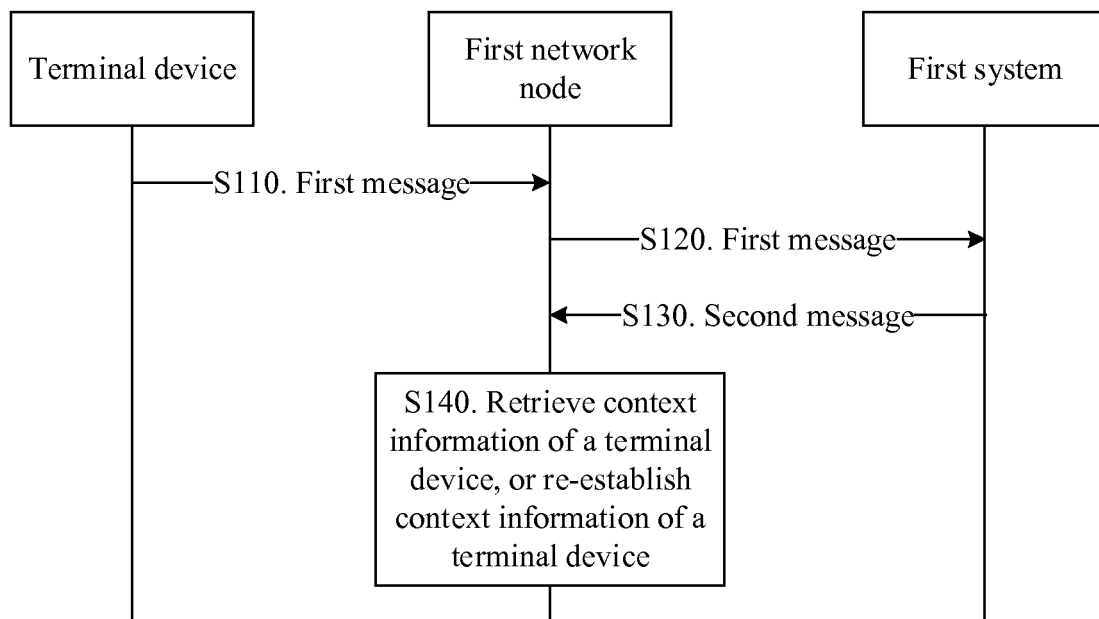 Terminal device
First network
node
First system
S110. First message
S120. First message
S130. Second message
S140. Retrieve context
information of a terminal
device, or re-establish
context information of a
terminal device